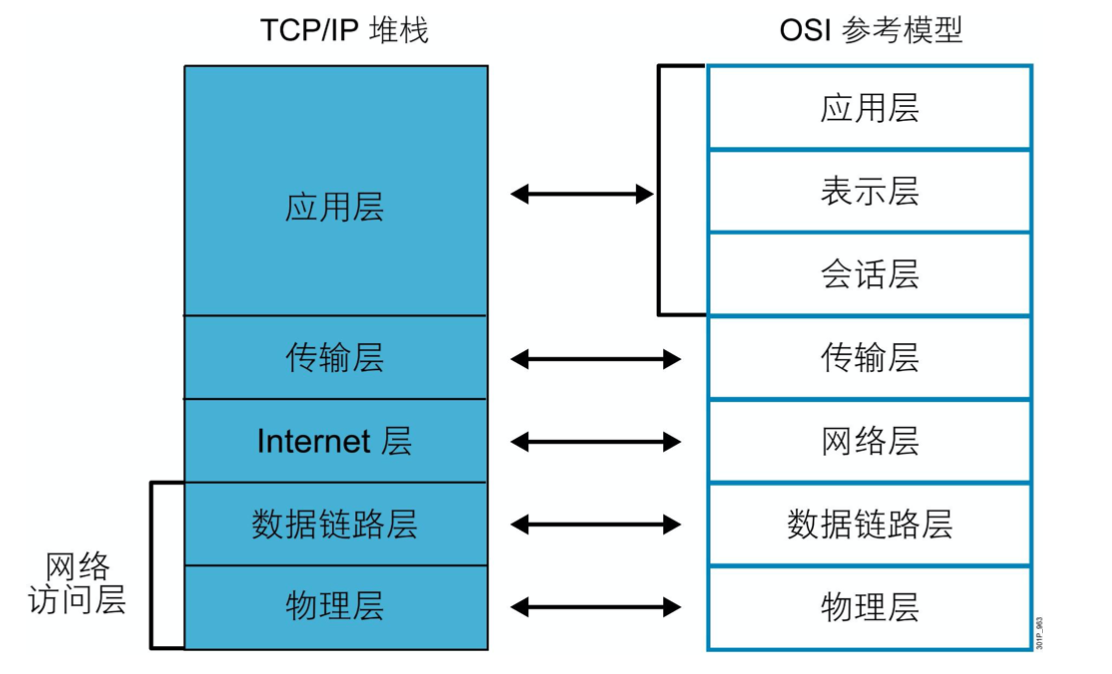 TCP/IP 堆栈
OSI 参考模型
应用层
传输层
Internet 层
数据链路层
物理层
网络
访问层
应用层
表示层
会话层
传输层
网络层
数据链路层
物理层
301P_963